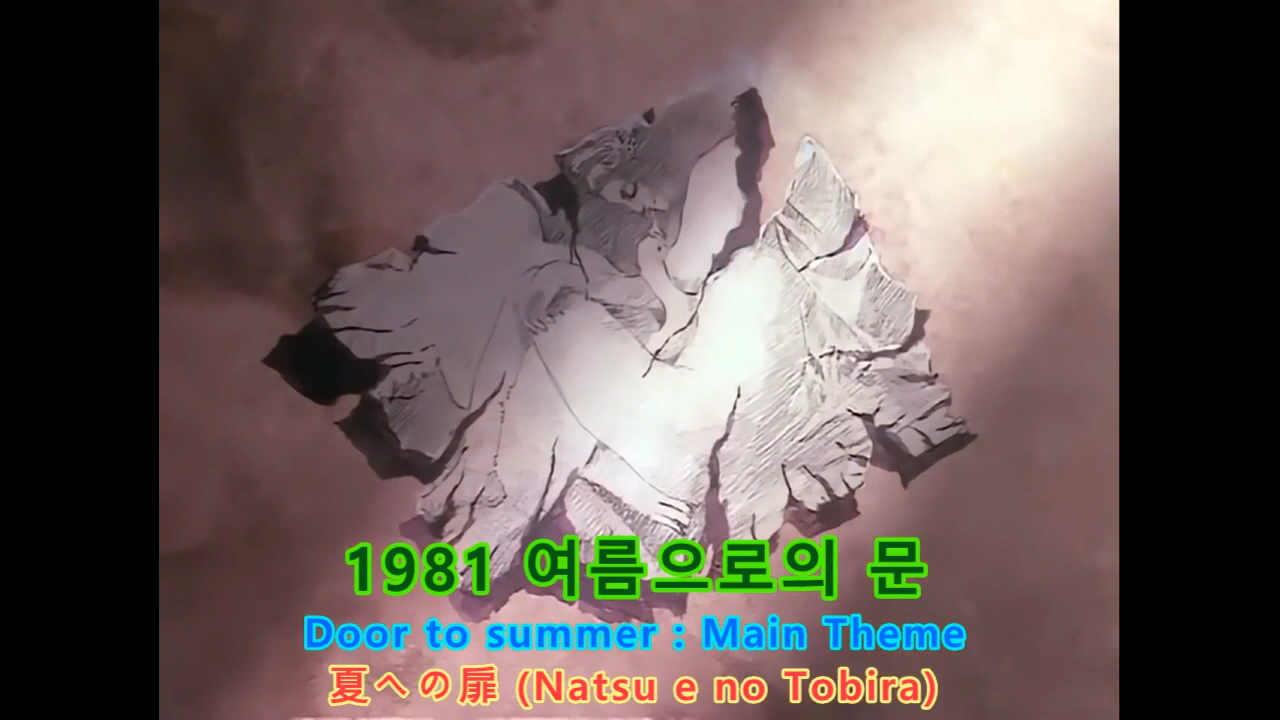 1981 여름으로의 문
Door to summer : Main Theme
夏への扉 (Natsu e no Tobira)